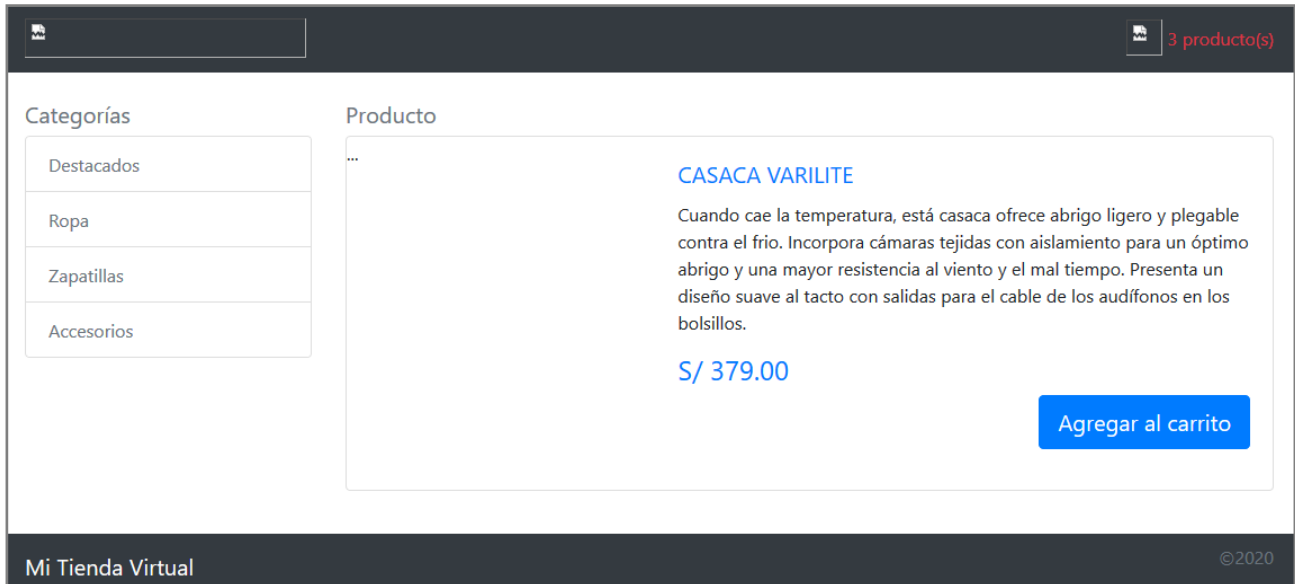 3 producto(s)
Categorías
Destacados
Ropa
Zapatillas
Accesorios
Producto
...
CASACA VARILITE
Cuando cae la temperatura, está casaca ofrece abrigo ligero y plegable
contra el frio. Incorpora cámaras tejidas con aislamiento para un óptimo
abrigo y una mayor resistencia al viento y el mal tiempo. Presenta un
diseño suave al tacto con salidas para el cable de los audífonos en los
bolsillos.
S/ 379.00
Agregar al carrito
Mi Tienda Virtual
©2020